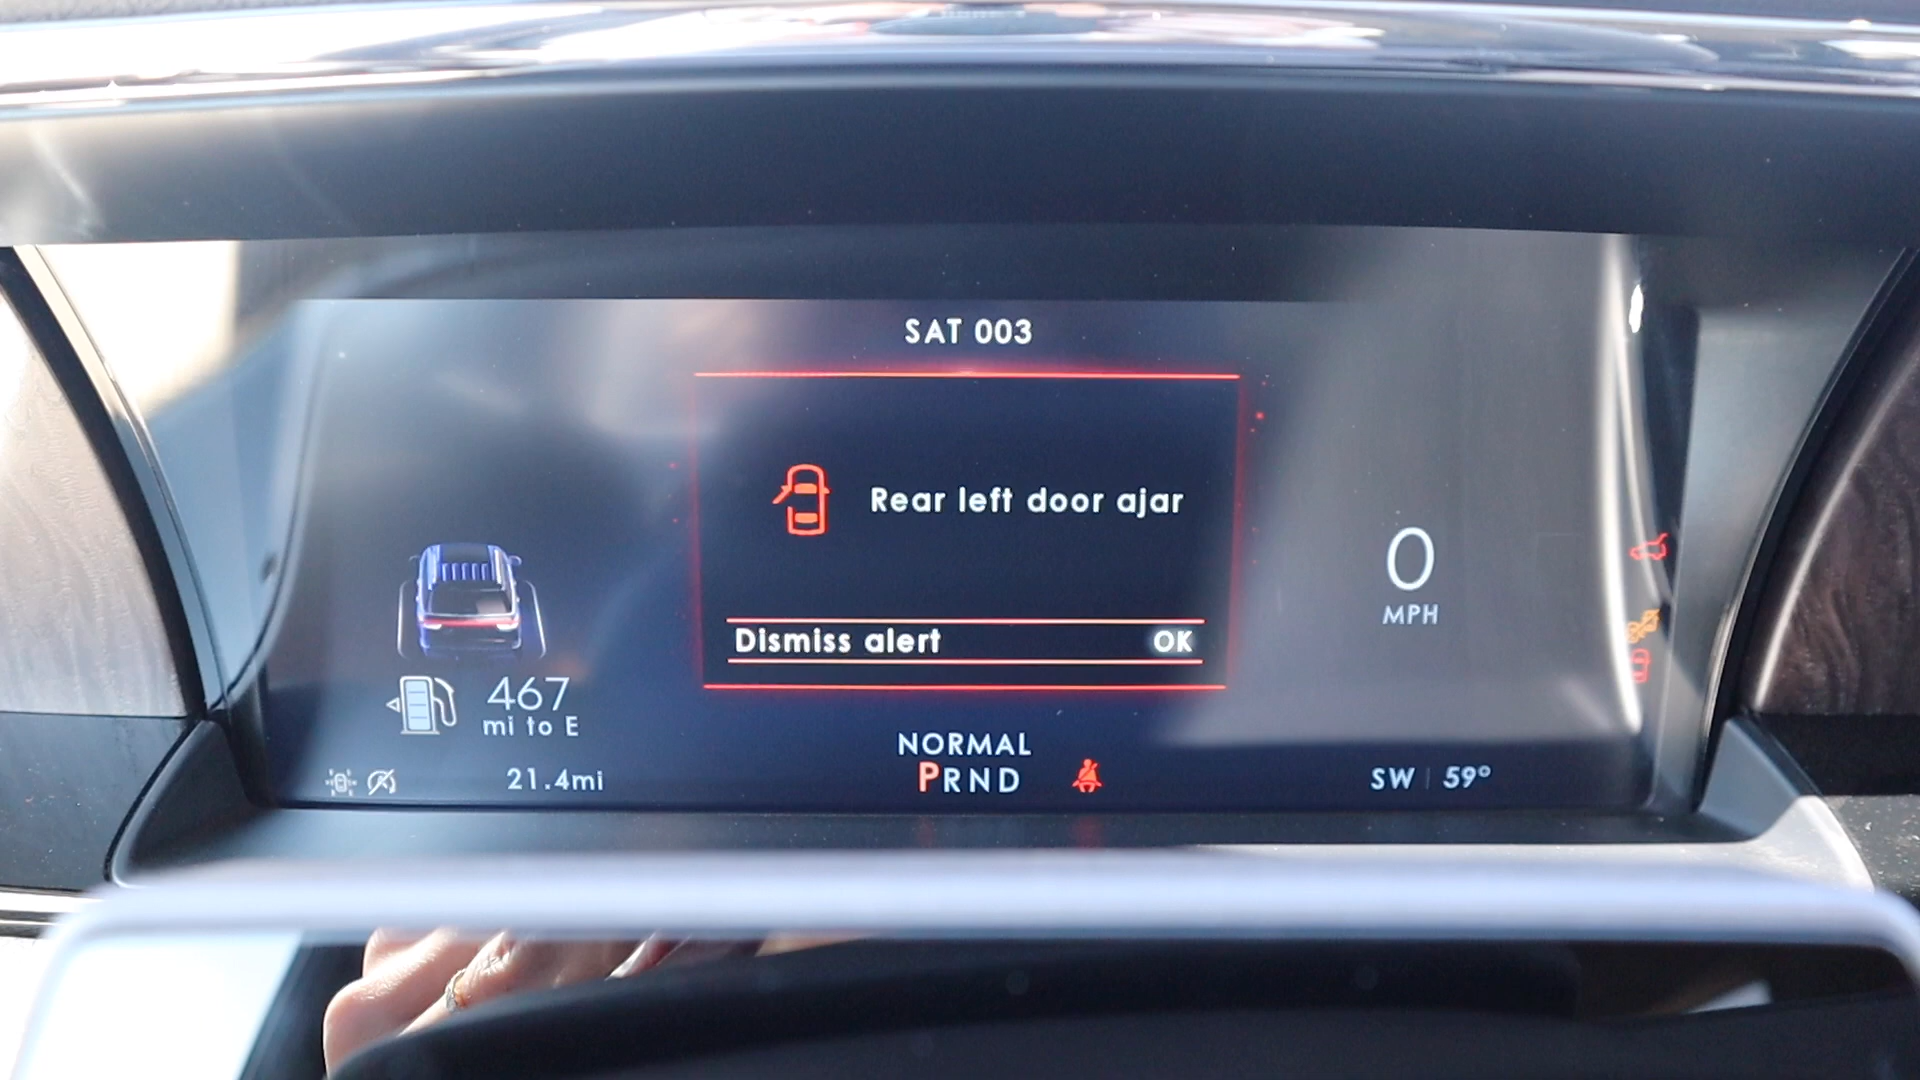 SAT 003
Rear left door ajar
Dismiss alert OK
0
MPH
467
mi to E
21.4mi
NORMAL
PRND
SW 59°